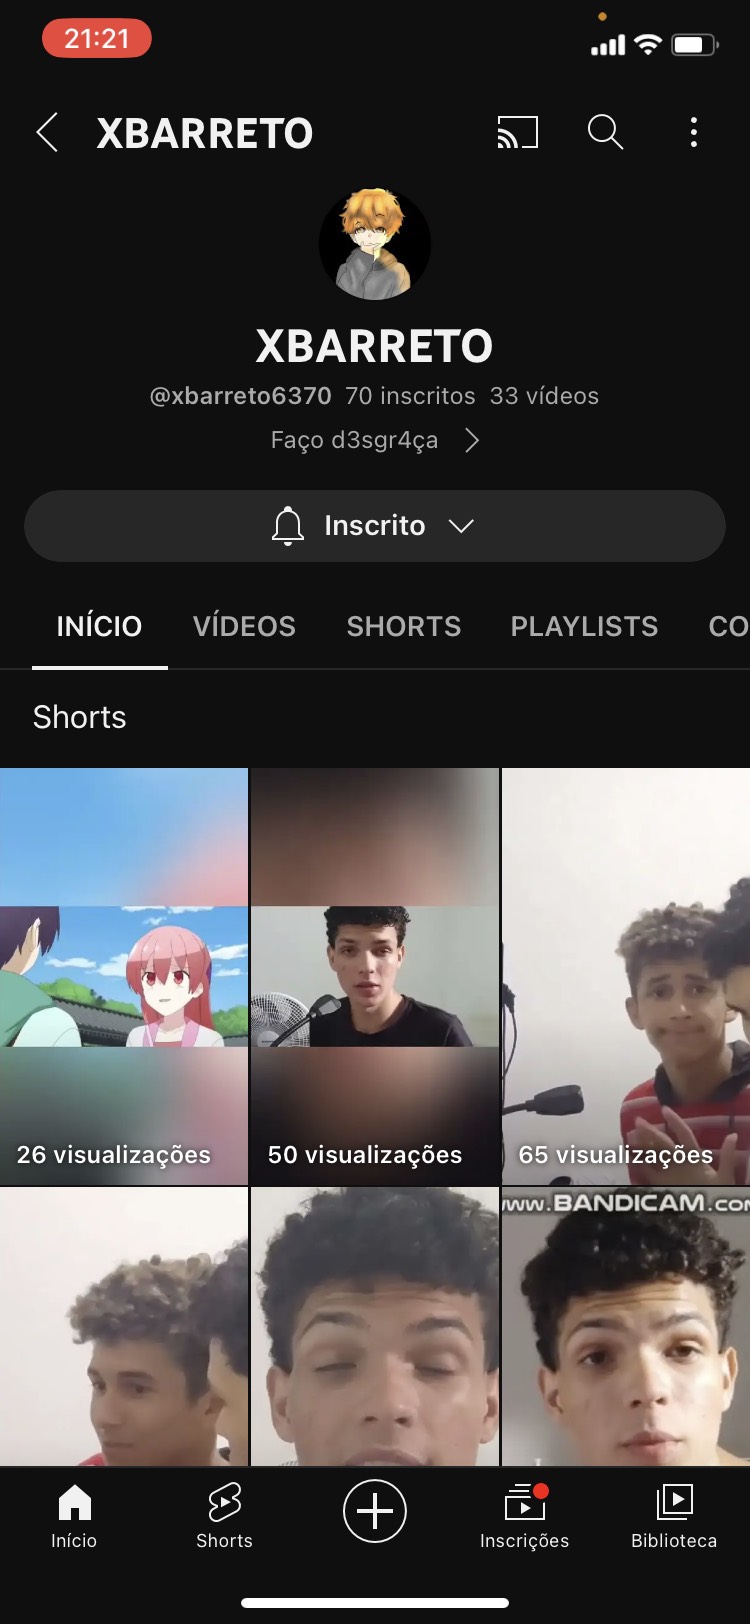 21:21
XBARRETO
XBARRETO
@xbarreto6370 70 inscritos 33 vídeos
Faço d3sgr4ça
Inscrito
INÍCIO VÍDEOS SHORTS PLAYLISTS CO
Shorts
26 visualizações 50 visualizações 65 visualizações
www.BANDICAM.com
Início Shorts Inscrições Biblioteca